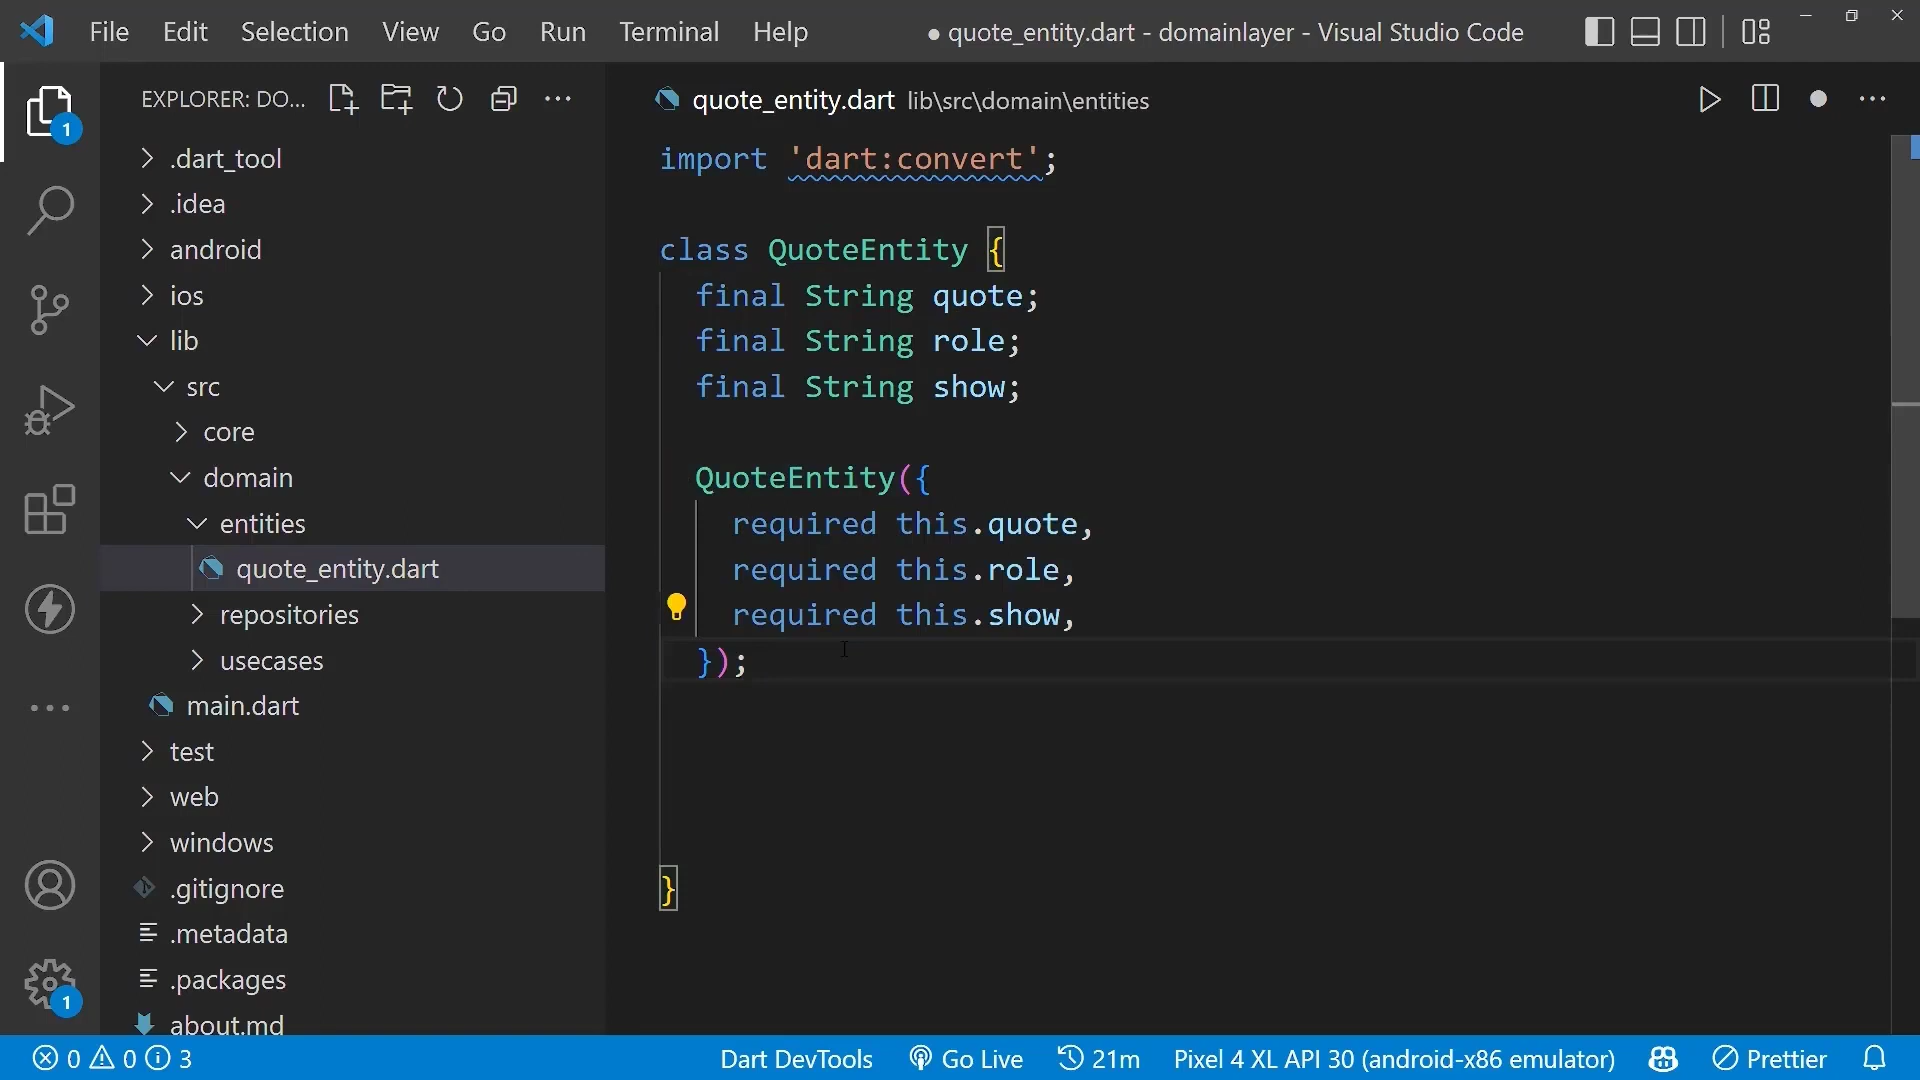 File Edit Selection View Go Run Terminal Help
● quote_entity.dart - domainlayer - Visual Studio Code
EXPLORER: DO...
.dart_tool
.idea
android
ios
lib
src
core
domain
entities
quote_entity.dart
repositories
usecases
main.dart
test
web
windows
.gitignore
.metadata
.packages
about.md
1
1
quote_entity.dart lib\src\domain\entities
import 'dart:convert';
class QuoteEntity {
final String quote;
final String role;
final String show;
QuoteEntity({
required this.quote,
required this.role,
required this.show,
});
}
0 0 3 Dart DevTools Go Live 21m Pixel 4 XL API 30 (android-x86 emulator) Prettier